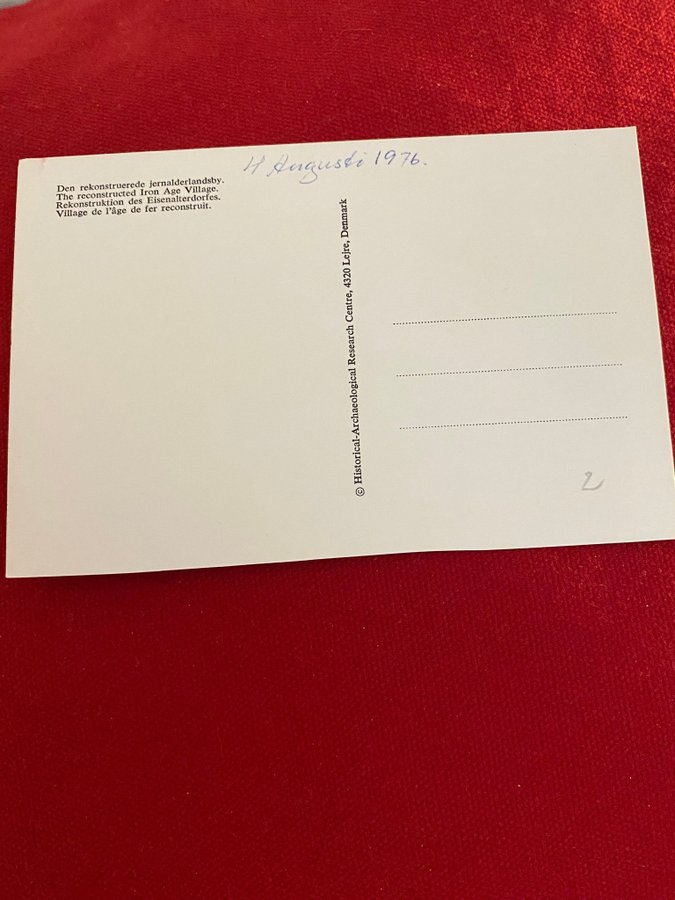 4 Augusti 1976.
Den rekonstruerede jernalderlandsby.
The reconstructed Iron Age Village.
Rekonstruktion des Eisenalterdorfes.
Village de l'âge de fer reconstruit.
© Historical-Archaeological Research Centre, 4320 Lejre, Denmark
2